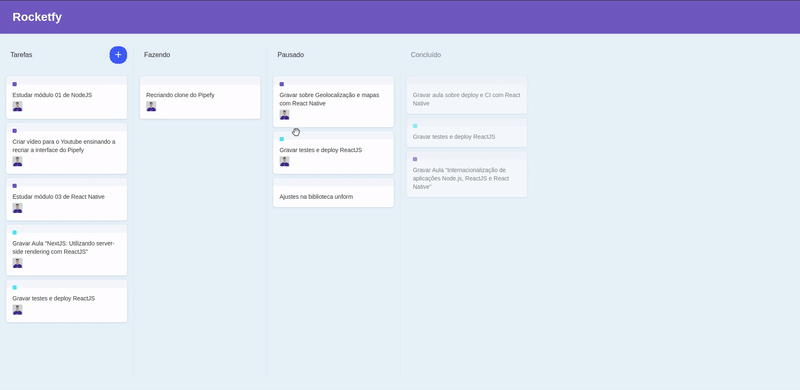 Rocketfy
Tarefas
+
Estudar módulo 01 de NodeJS
Criar vídeo para o Youtube ensinando a
recriar a interface do Pipefy
Estudar módulo 03 de React Native
Gravar Aula "NextJS: Utilizando server-
side rendering com ReactJS"
Gravar testes e deploy ReactJS
Fazendo
Recriando clone do Pipefy
Pausado
Gravar sobre Geolocalização e mapas
com React Native
Gravar testes e deploy ReactJS
Ajustes na biblioteca unform
Concluído
Gravar aula sobre deploy e CI com React
Native
Gravar testes e deploy ReactJS
Gravar Aula "Internacionalização de
aplicações Node.js, ReactJS e React
Native"